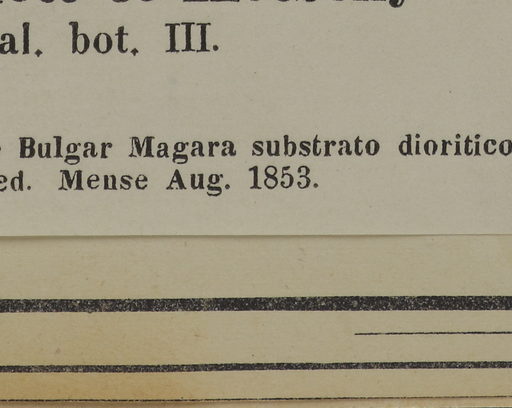 al. bot. III.
Bulgar Magara substrato dioritico
ed. Mense Aug. 1853.